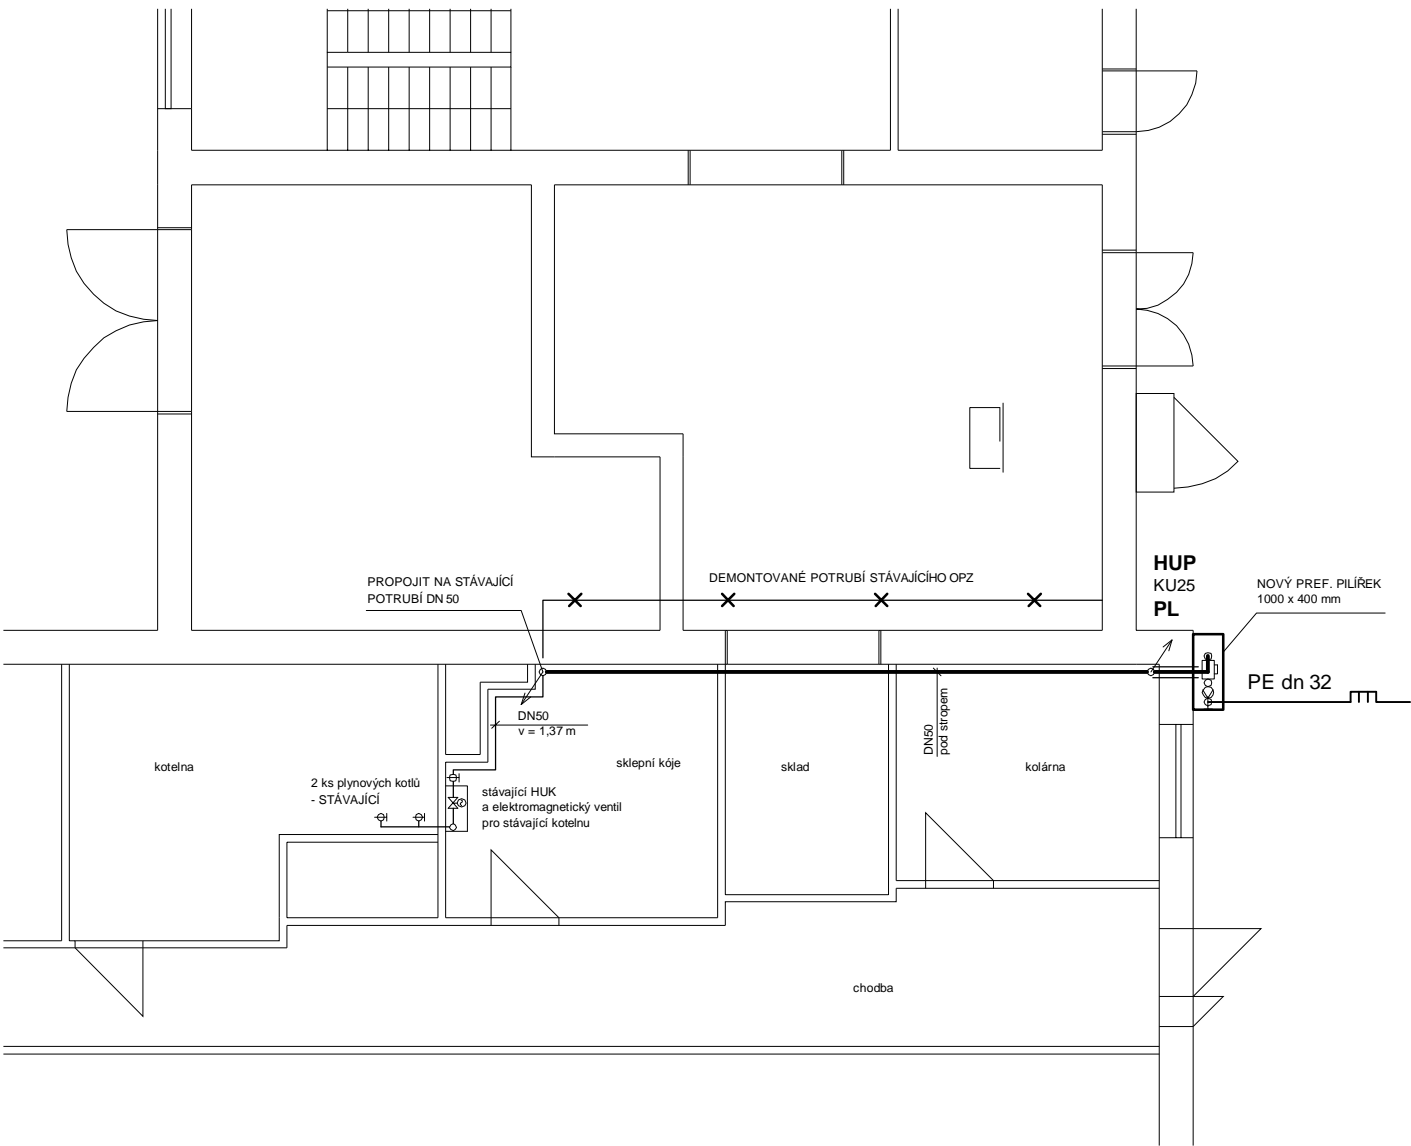 PROPOJIT NA STÁVAJÍCÍ
POTRUBÍ DN 50
DEMONTOVANÉ POTRUBÍ STÁVAJÍCÍHO OPZ
HUP
KU25
PL
NOVÝ PREF. PILÍŘEK
1000 x 400 mm
PE dn 32
DN50
v = 1,37 m
DN50
pod stropem
kotelna
2 ks plynových kotlů
- STÁVAJÍCÍ
stávající HUK
a elektromagnetický ventil
pro stávající kotelnu
sklepní kóje
sklad
kolárna
chodba